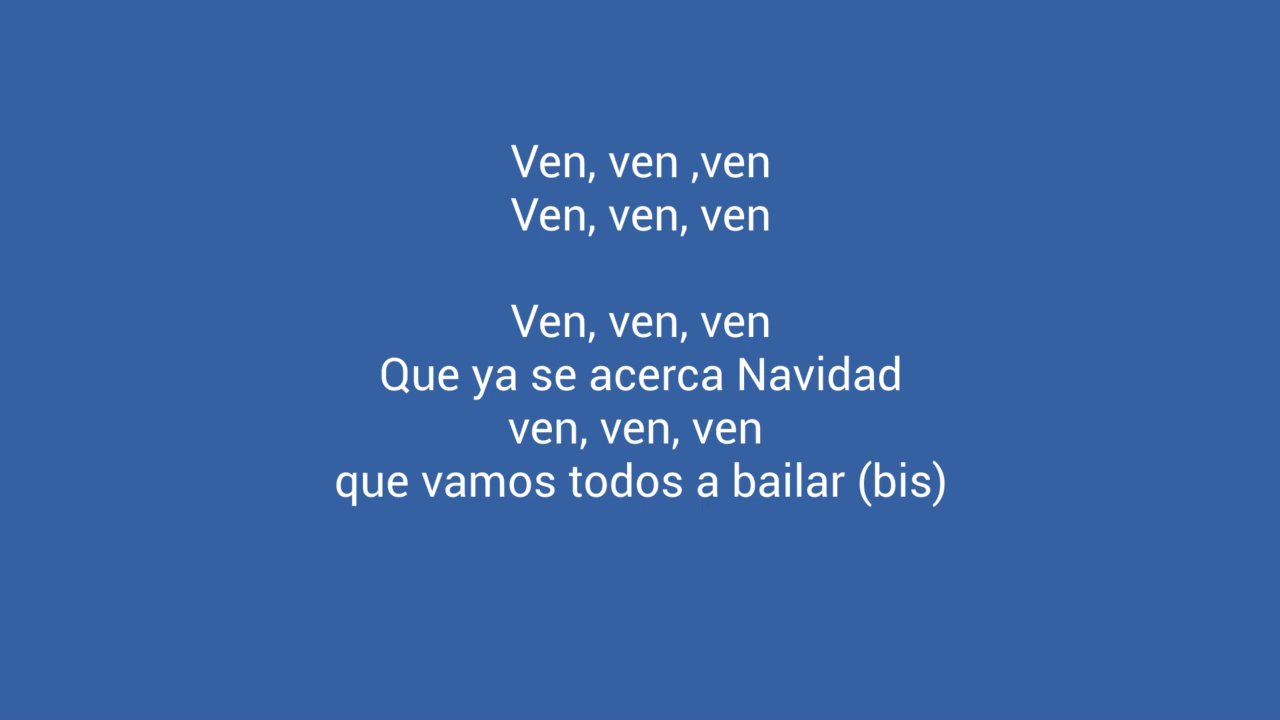 Ven, ven ,ven
Ven, ven, ven
Ven, ven, ven
Que ya se acerca Navidad
ven, ven, ven
que vamos todos a bailar (bis)